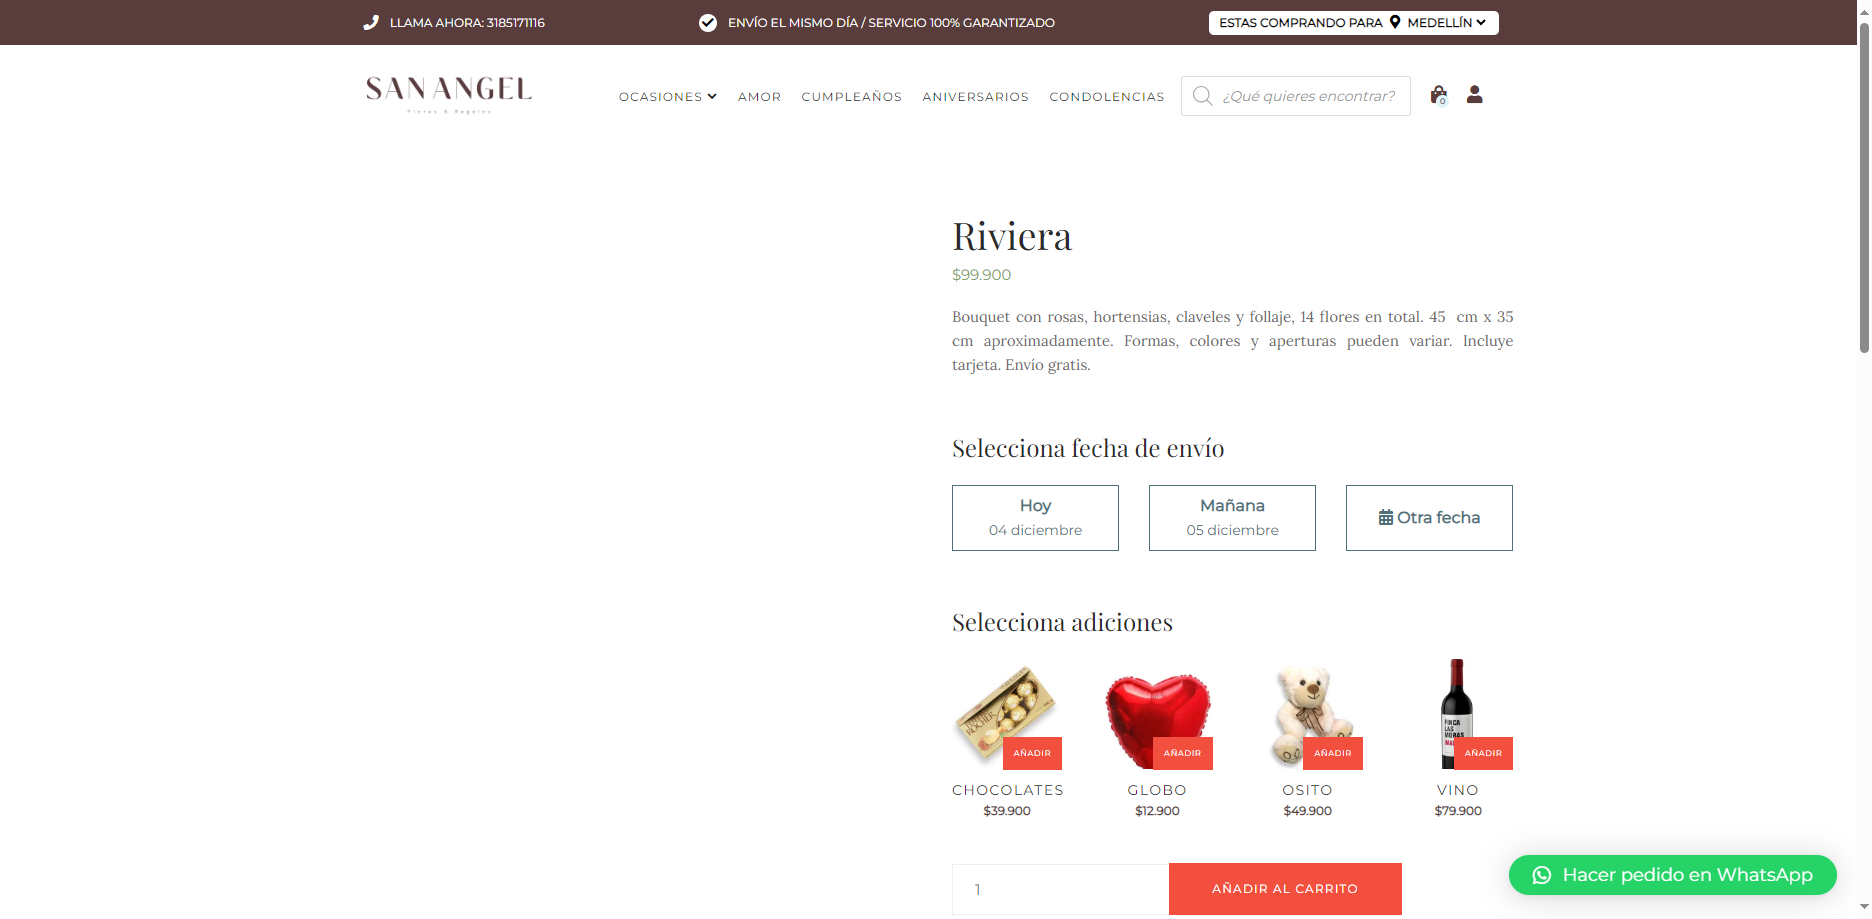 LLAMA AHORA: 3185171116
ENVÍO EL MISMO DÍA / SERVICIO 100% GARANTIZADO
ESTAS COMPRANDO PARA MEDELLÍN
SAN ANGEL
Flores & Regalos
OCASIONES
AMOR
CUMPLEAÑOS
ANIVERSARIOS
CONDOLENCIAS
¿Qué quieres encontrar?
0
Riviera
$99.900
Bouquet con rosas, hortensias, claveles y follaje, 14 flores en total. 45 cm x 35
cm aproximadamente. Formas, colores y aperturas pueden variar. Incluye
tarjeta. Envío gratis.
Selecciona fecha de envío
Hoy
04 diciembre
Mañana
05 diciembre
Otra fecha
Selecciona adiciones
ROCHER
FINCA
LAS
MORAS
AÑADIR
AÑADIR
AÑADIR
AÑADIR
CHOCOLATES
$39.900
GLOBO
$12.900
OSITO
$49.900
VINO
$79.900
1
AÑADIR AL CARRITO
Hacer pedido en WhatsApp